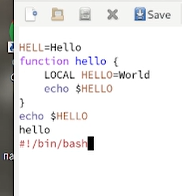 Save
HELL=Hello
function hello {
    LOCAL HELLO=World
    echo $HELLO
}
echo $HELLO
hello
#!/bin/bash